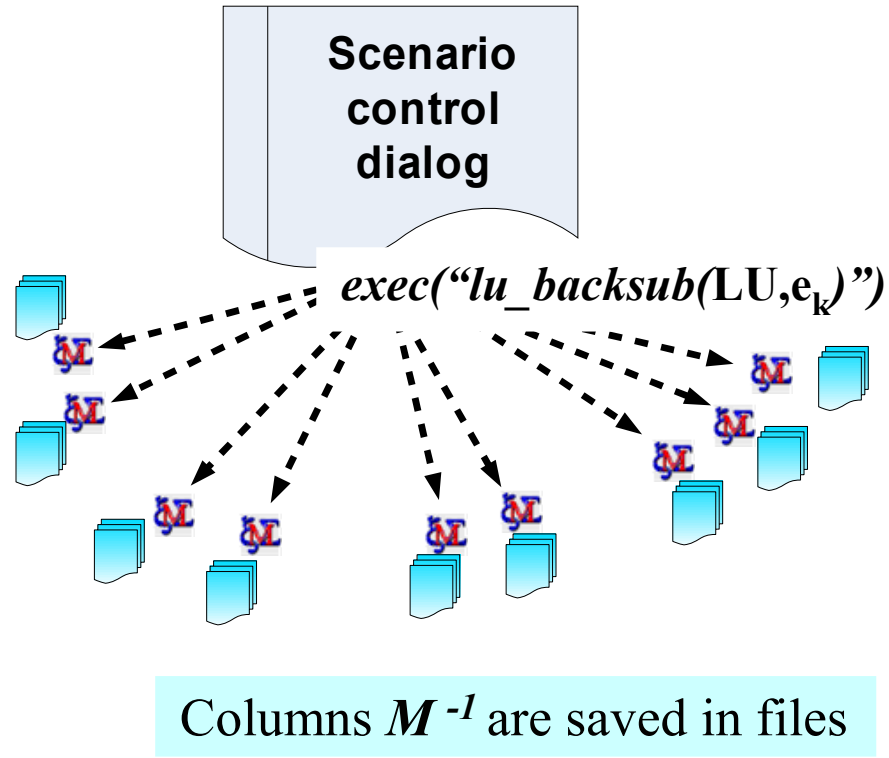 Scenario
control
dialog
exec(“lu_backsub(LU,eₖ)”)
Columns M⁻¹ are saved in files